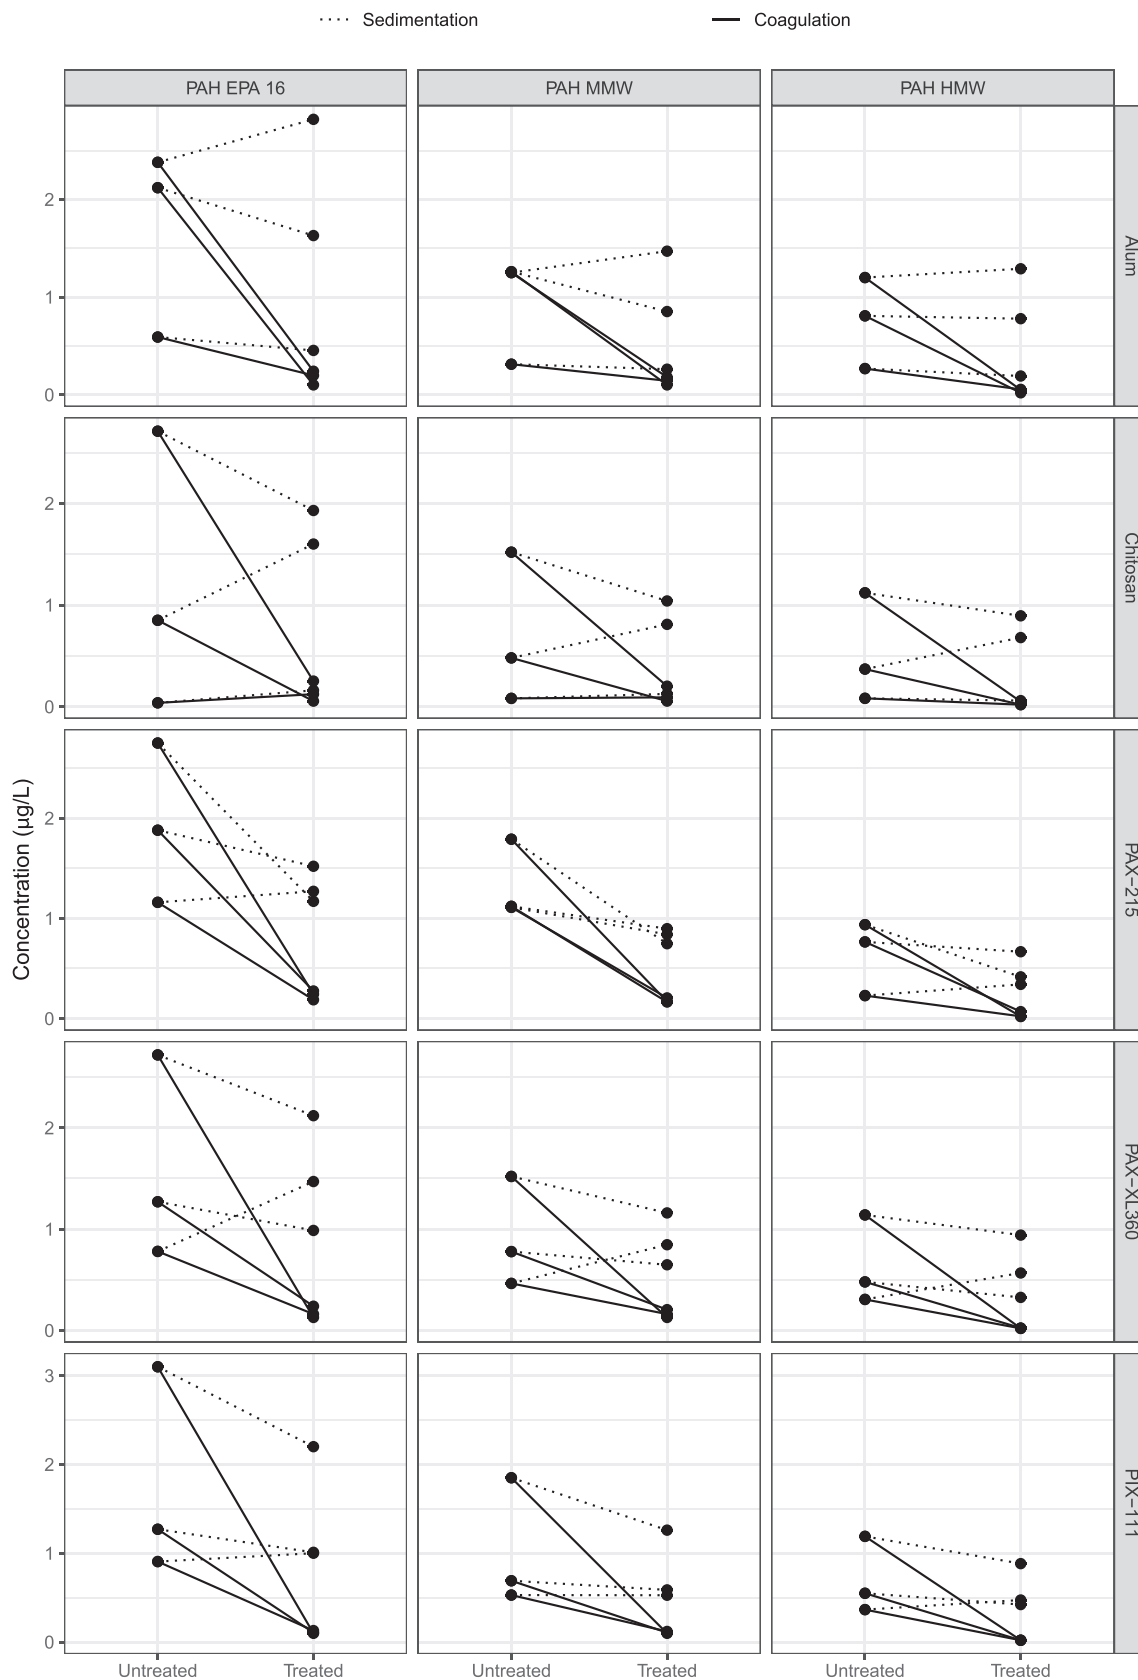 Sedimentation
Coagulation
PAH EPA 16
PAH MMW
PAH HMW
2
1
0
Alum
2
1
0
Chitosan
Concentration (µg/L)
2
1
0
PAX−215
2
1
0
PAX−XL360
3
2
1
0
PIX−111
Untreated
Treated
Untreated
Treated
Untreated
Treated